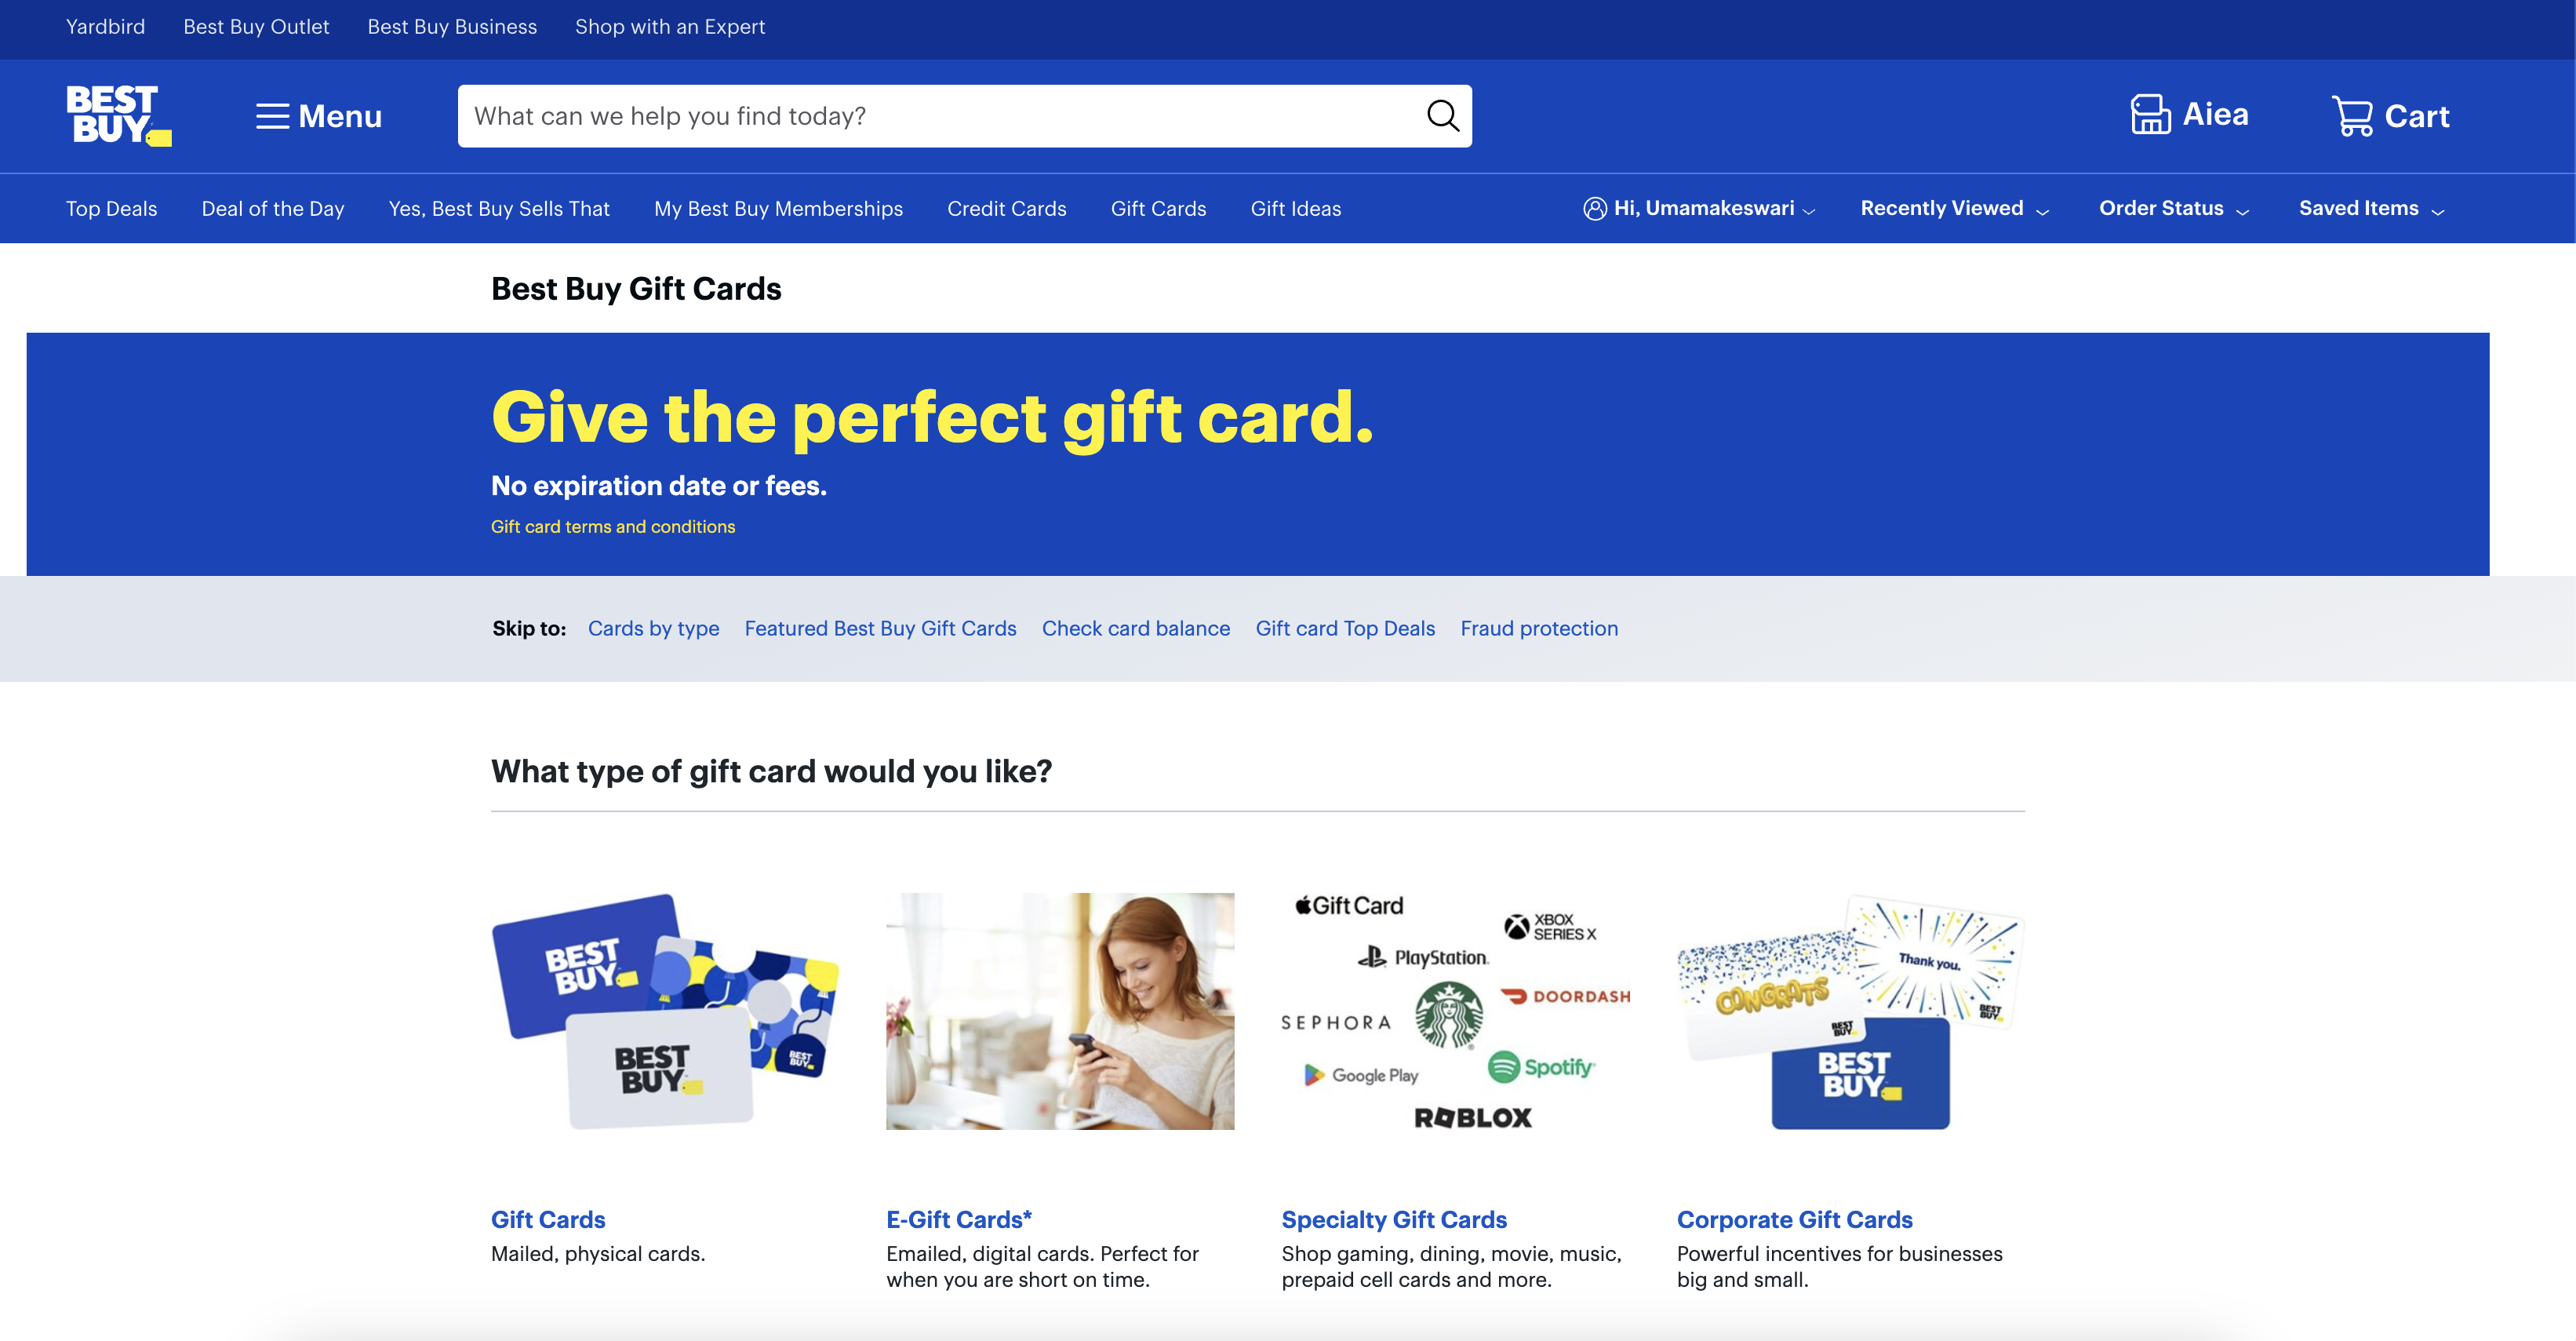 Yardbird Best Buy Outlet Best Buy Business Shop with an Expert
BEST
BUY
Menu
What can we help you find today?
Aiea
Cart
Top Deals Deal of the Day Yes, Best Buy Sells That My Best Buy Memberships Credit Cards Gift Cards Gift Ideas Hi, Umamakeswari Recently Viewed Order Status Saved Items
Best Buy Gift Cards
Give the perfect gift card.
No expiration date or fees.
Gift card terms and conditions
Skip to: Cards by type Featured Best Buy Gift Cards Check card balance Gift card Top Deals Fraud protection
What type of gift card would you like?
BEST
BUY
BEST
BUY
BEST
BUY
Gift Card
XBOX
SERIES X
PlayStation
DOORDASH
SEPHORA
Google Play
Spotify
ROBLOX
CONGRATS
BEST
BUY
Thank you.
BEST
BUY
BEST
BUY
Gift Cards
Mailed, physical cards.
E-Gift Cards*
Emailed, digital cards. Perfect for
when you are short on time.
Specialty Gift Cards
Shop gaming, dining, movie, music,
prepaid cell cards and more.
Corporate Gift Cards
Powerful incentives for businesses
big and small.